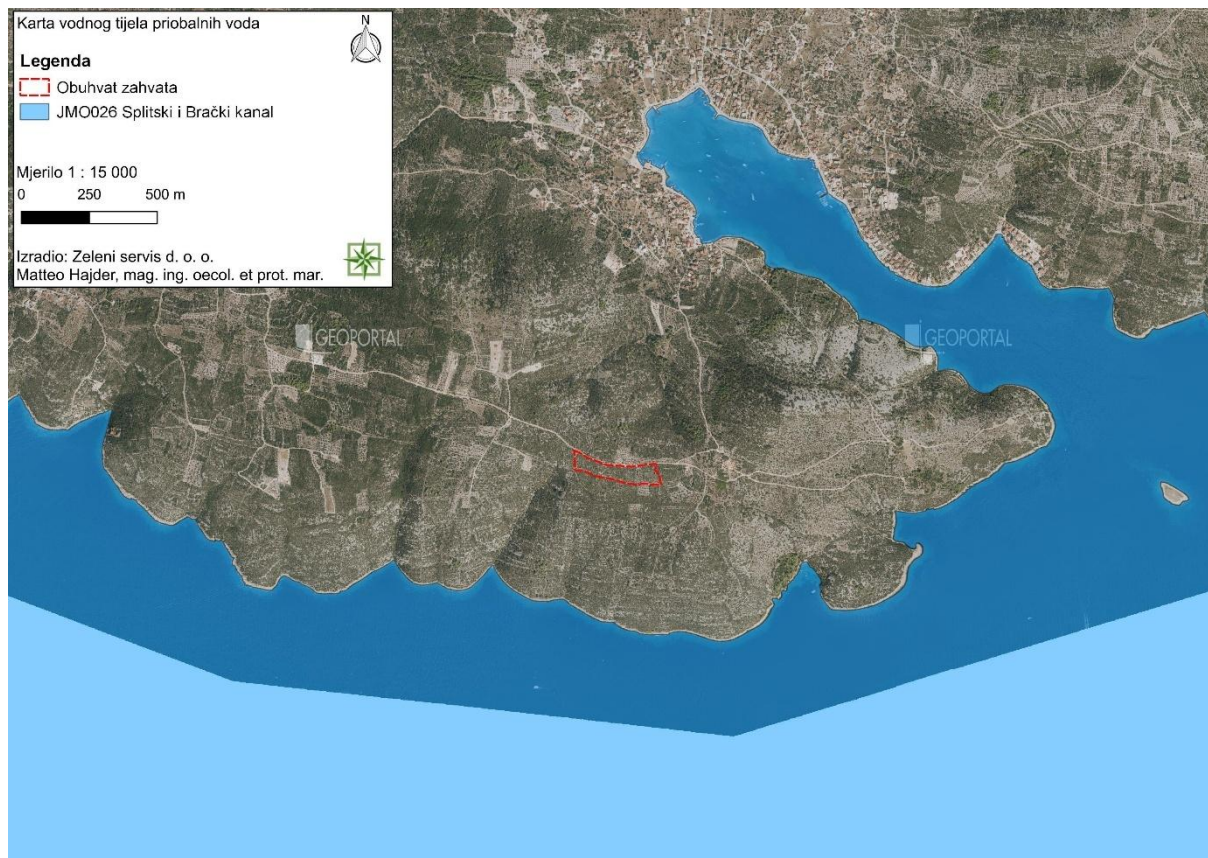 Karta vodnog tijela priobalnih voda
N
Legenda
Obuhvat zahvata
JMO026 Splitski i Brački kanal
Mjerilo 1 : 15 000
0 250 500 m
Izradio: Zeleni servis d. o. o.
Matteo Hajder, mag. ing. oecol. et prot. mar.
GEOPORTAL
GEOPORTAL